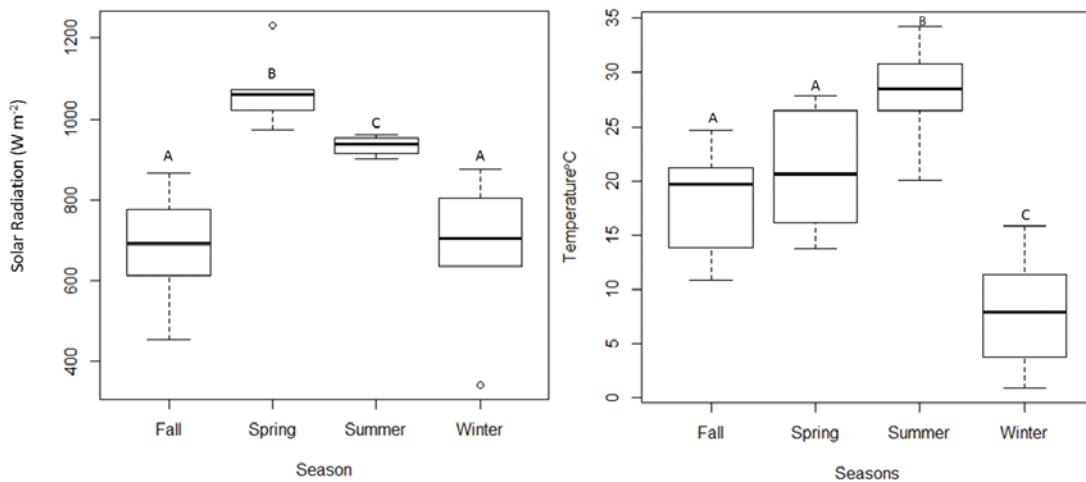 Solar Radiation (W m⁻²)
1200
1000
800
600
400
A
B
C
A
Fall Spring Summer Winter
Season
TemperatureºC
35
30
25
20
15
10
5
0
A
A
B
C
Fall Spring Summer Winter
Seasons